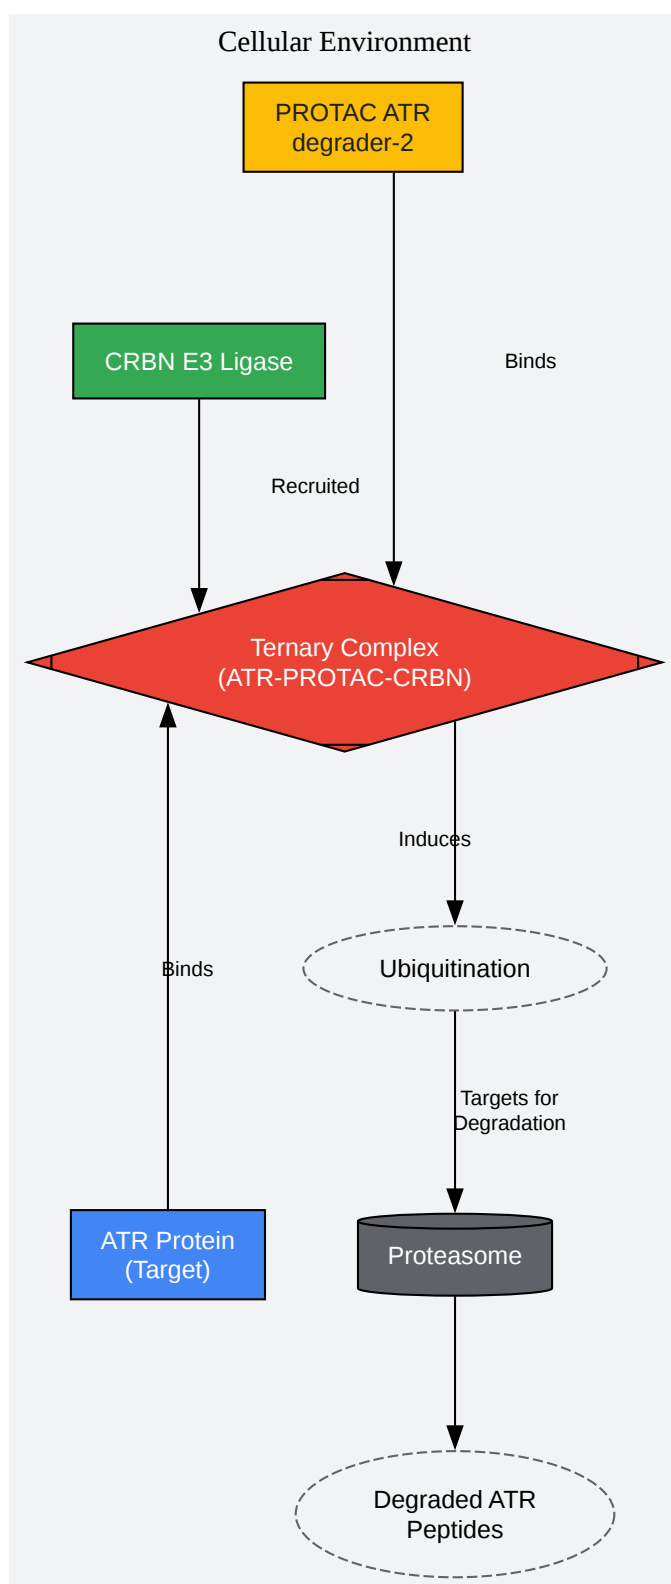 Cellular Environment
PROTAC ATR
degrader-2
CRBN E3 Ligase
Binds
Recruited
Ternary Complex
(ATR-PROTAC-CRBN)
Induces
Binds
Ubiquitination
Targets for
Degradation
ATR Protein
(Target)
Proteasome
Degraded ATR
Peptides